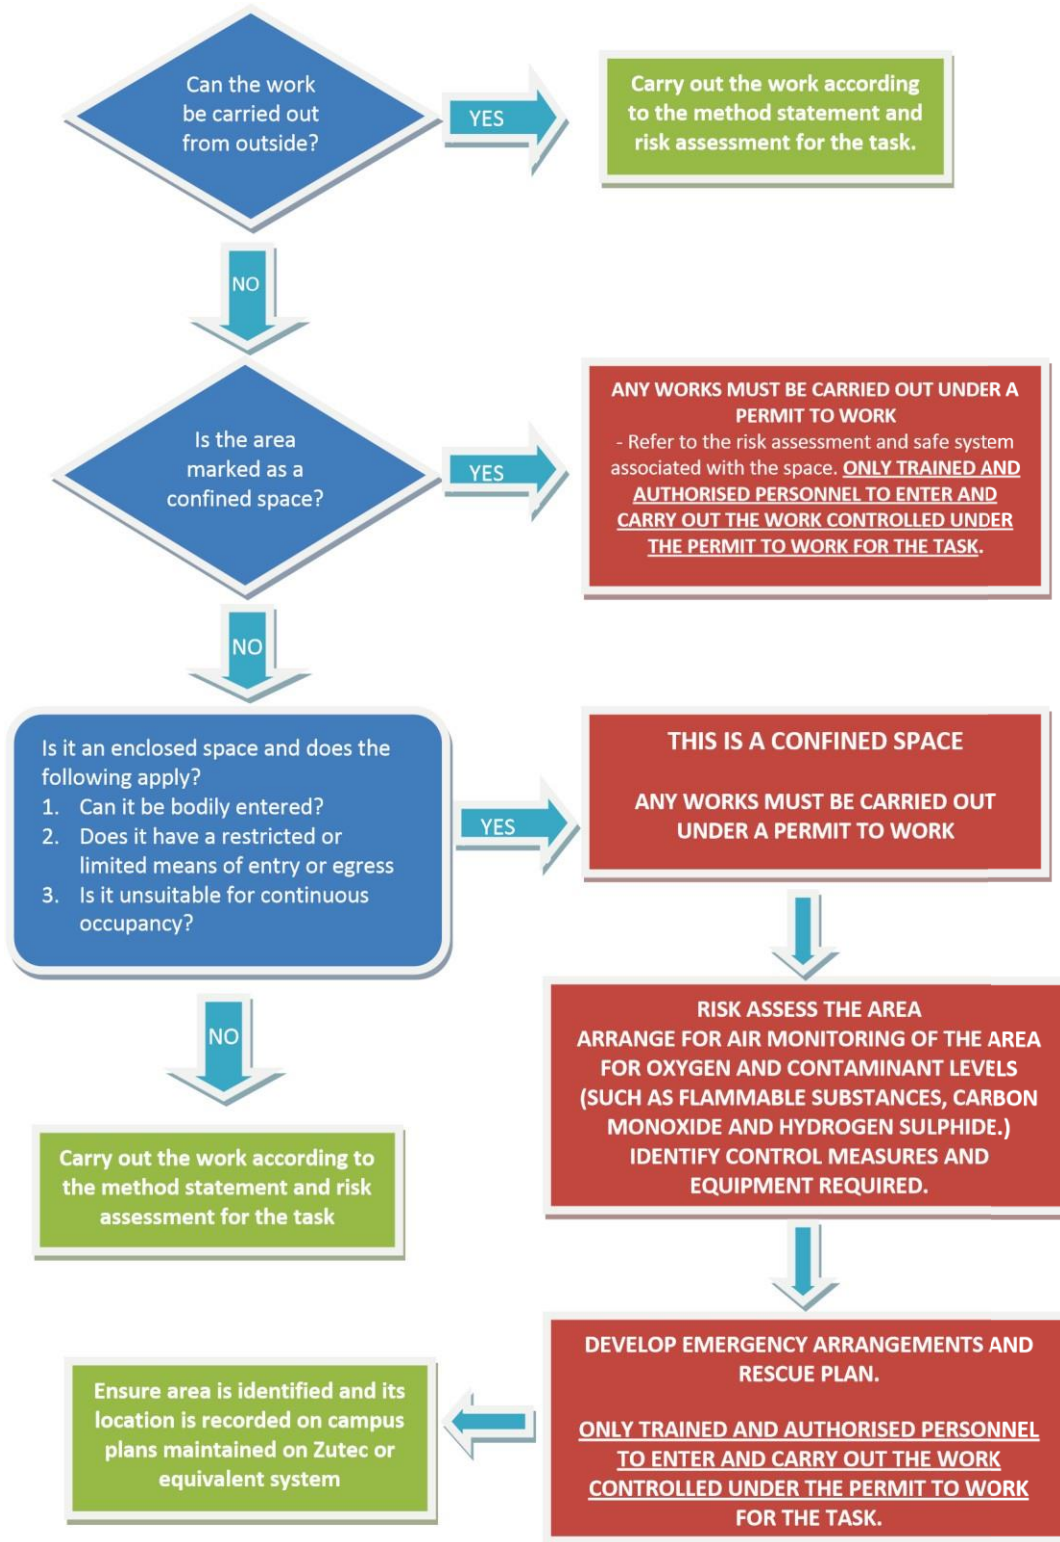 Can the work
be carried out
from outside?
YES
Carry out the work according
to the method statement and
risk assessment for the task.
NO
Is the area
marked as a
confined space?
YES
ANY WORKS MUST BE CARRIED OUT UNDER A
PERMIT TO WORK
- Refer to the risk assessment and safe system
associated with the space. ONLY TRAINED AND
AUTHORISED PERSONNEL TO ENTER AND
CARRY OUT THE WORK CONTROLLED UNDER
THE PERMIT TO WORK FOR THE TASK.
NO
Is it an enclosed space and does the
following apply?
1. Can it be bodily entered?
2. Does it have a restricted or
limited means of entry or egress
3. Is it unsuitable for continuous
occupancy?
YES
THIS IS A CONFINED SPACE
ANY WORKS MUST BE CARRIED OUT
UNDER A PERMIT TO WORK
NO
Carry out the work according to
the method statement and risk
assessment for the task
RISK ASSESS THE AREA
ARRANGE FOR AIR MONITORING OF THE AREA
FOR OXYGEN AND CONTAMINANT LEVELS
(SUCH AS FLAMMABLE SUBSTANCES, CARBON
MONOXIDE AND HYDROGEN SULPHIDE.)
IDENTIFY CONTROL MEASURES AND
EQUIPMENT REQUIRED.
DEVELOP EMERGENCY ARRANGEMENTS AND
RESCUE PLAN.
ONLY TRAINED AND AUTHORISED PERSONNEL
TO ENTER AND CARRY OUT THE WORK
CONTROLLED UNDER THE PERMIT TO WORK
FOR THE TASK.
Ensure area is identified and its
location is recorded on campus
plans maintained on Zutec or
equivalent system